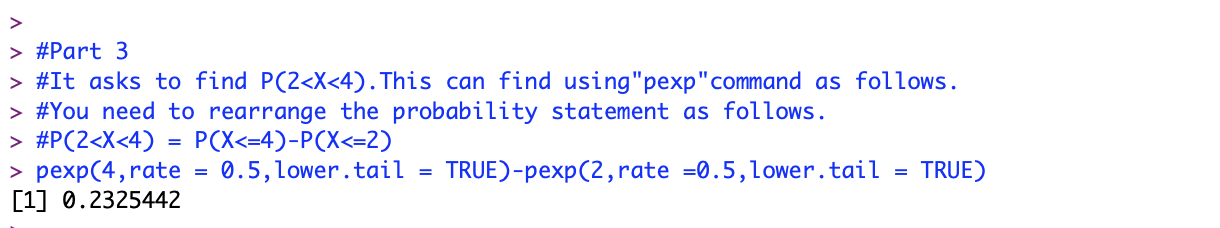 >
> #Part 3
> #It asks to find P(2<X<4).This can find using"pexp"command as follows.
> #You need to rearrange the probability statement as follows.
> #P(2<X<4) = P(X<=4)-P(X<=2)
> pexp(4,rate = 0.5,lower.tail = TRUE)-pexp(2,rate =0.5,lower.tail = TRUE)
[1] 0.2325442